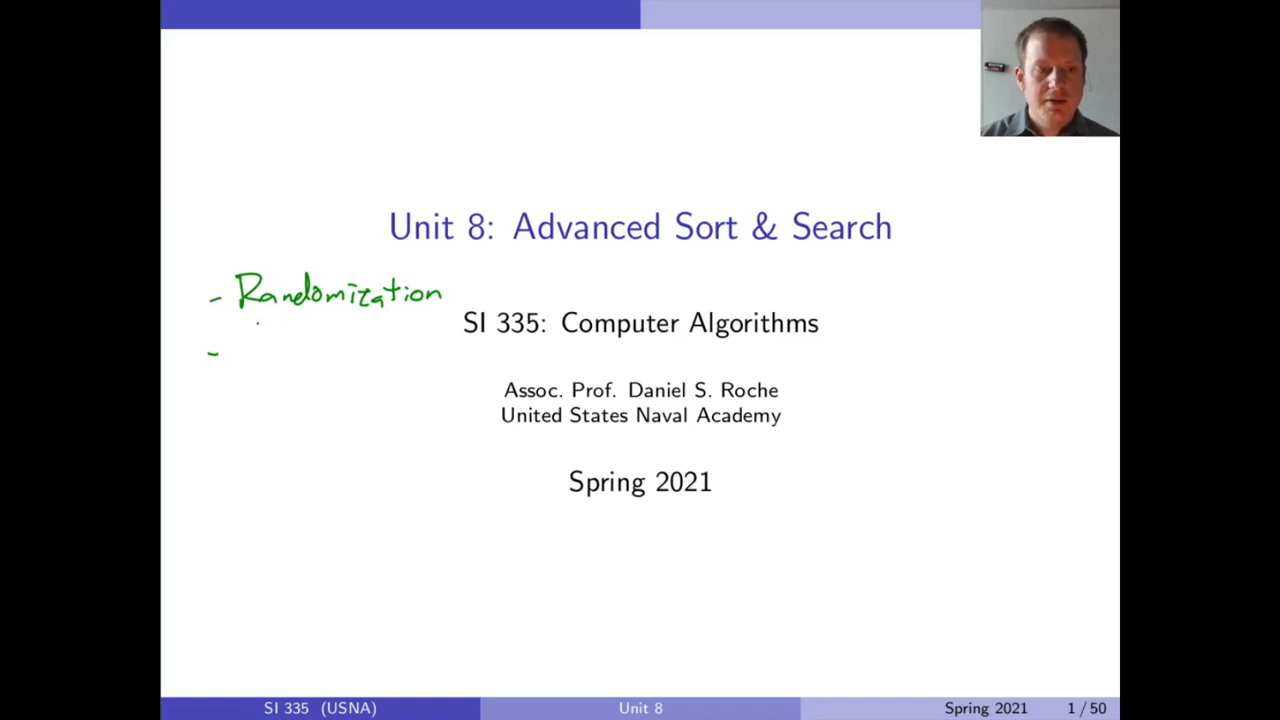 Unit 8: Advanced Sort & Search
- Randomization
SI 335: Computer Algorithms
-
Assoc. Prof. Daniel S. Roche
United States Naval Academy
Spring 2021
SI 335 (USNA) Unit 8 Spring 2021 1 / 50